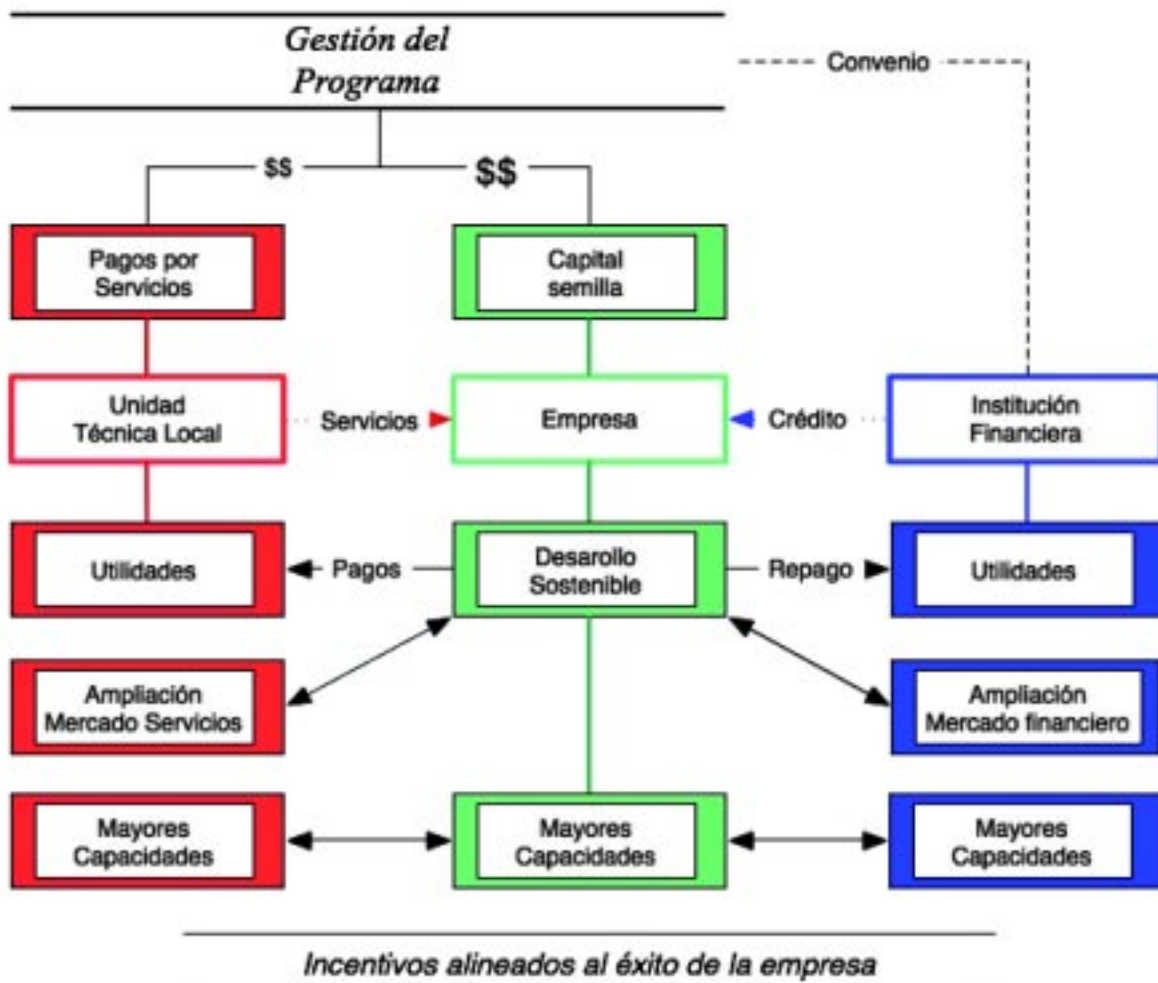 Gestión del
Programa
Convenio
$$
$$
Pagos por
Servicios
Capital
semilla
Unidad
Técnica Local
Servicios
Empresa
Crédito
Institución
Financiera
Utilidades
Pagos
Desarollo
Sostenible
Repago
Utilidades
Ampliación
Mercado Servicios
Ampliación
Mercado financiero
Mayores
Capacidades
Mayores
Capacidades
Mayores
Capacidades
Incentivos alineados al éxito de la empresa